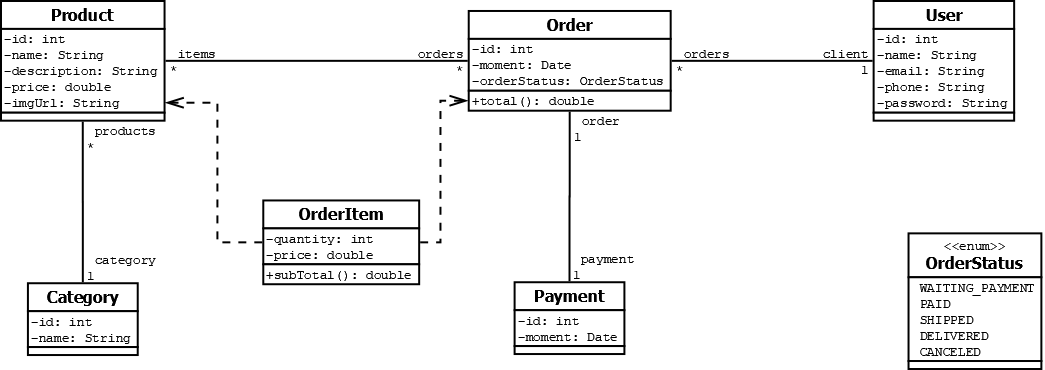 Product
-id: int
-name: String
-description: String
-price: double
-imgUrl: String
items
*
orders
*
Order
-id: int
-moment: Date
-orderStatus: OrderStatus
+total(): double
orders
*
client
1
User
-id: int
-name: String
-email: String
-phone: String
-password: String
products
*
category
1
Category
-id: int
-name: String
OrderItem
-quantity: int
-price: double
+subTotal(): double
order
1
payment
1
Payment
-id: int
-moment: Date
<<enum>>
OrderStatus
WAITING_PAYMENT
PAID
SHIPPED
DELIVERED
CANCELED